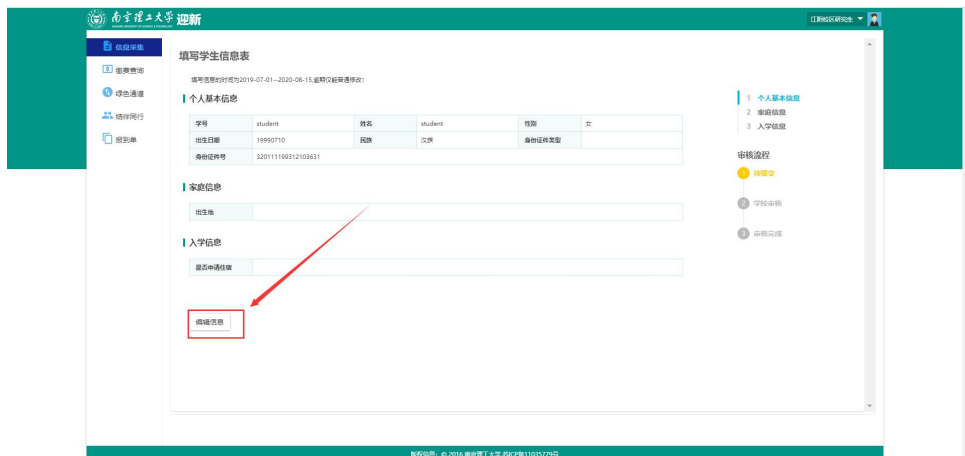 南京理工大学 迎新
江阴校区研究生
信息采集
缴费查询
绿色通道
结伴同行
报到单
填写学生信息表
填写信息的时间为2019-07-01--2020-08-15,逾期仅能普通修改!
个人基本信息
学号 student 姓名 student 性别 女
出生日期 19990710 民族 汉族 身份证件类型
身份证件号 320111199312103631
家庭信息
出生地
入学信息
是否申请住宿
编辑信息
1 个人基本信息
2 家庭信息
3 入学信息
审核流程
1 待提交
2 学校审核
3 审核完成
版权信息: © 2016 南京理工大学 苏ICP备11035779号